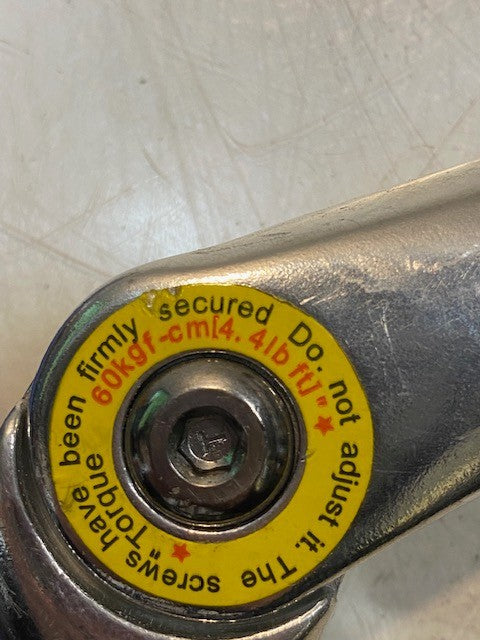 The screws have been firmly secured Do. not adjust it.
"Torque 60kgf-cm[4. 4lb ft]"